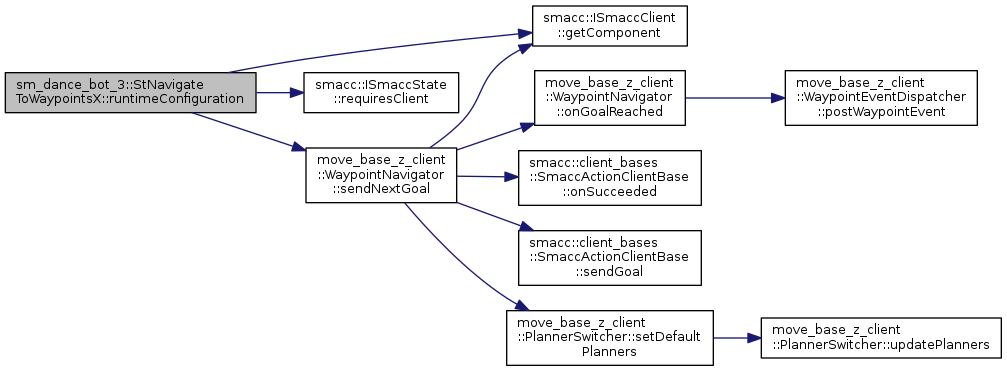 sm_dance_bot_3::StNavigate
ToWaypointsX::runtimeConfiguration
smacc::ISmaccClient
::getComponent
smacc::ISmaccState
::requiresClient
move_base_z_client
::WaypointNavigator
::sendNextGoal
move_base_z_client
::WaypointNavigator
::onGoalReached
move_base_z_client
::WaypointEventDispatcher
::postWaypointEvent
smacc::client_bases
::SmaccActionClientBase
::onSucceeded
smacc::client_bases
::SmaccActionClientBase
::sendGoal
move_base_z_client
::PlannerSwitcher::setDefault
Planners
move_base_z_client
::PlannerSwitcher::updatePlanners